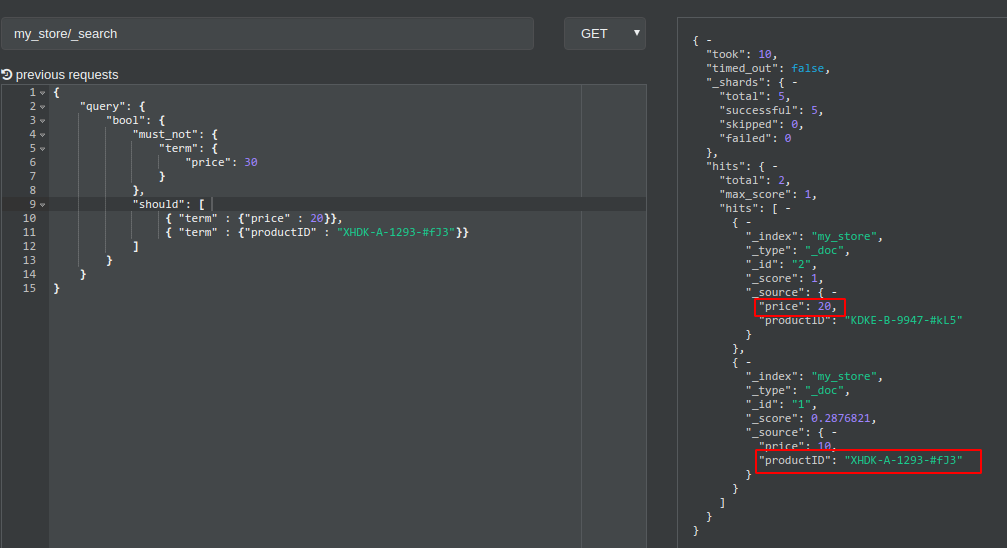 my_store/_search
GET
previous requests
1 {
2 "query": {
3 "bool": {
4 "must_not": {
5 "term": {
6 "price": 30
7 }
8 },
9 "should": [
10 { "term" : {"price" : 20}},
11 { "term" : {"productID" : "XHDK-A-1293-#fJ3"}}
12 ]
13 }
14 }
15 }
{ -
"took": 10,
"timed_out": false,
"_shards": { -
"total": 5,
"successful": 5,
"skipped": 0,
"failed": 0
},
"hits": { -
"total": 2,
"max_score": 1,
"hits": [ -
{ -
"_index": "my_store",
"_type": "_doc",
"_id": "2",
"_score": 1,
"_source": { -
"price": 20,
"productID": "KDKE-B-9947-#kL5"
}
},
{ -
"_index": "my_store",
"_type": "_doc",
"_id": "1",
"_score": 0.2876821,
"_source": { -
"price": 10,
"productID": "XHDK-A-1293-#fJ3"
}
}
]
}
}